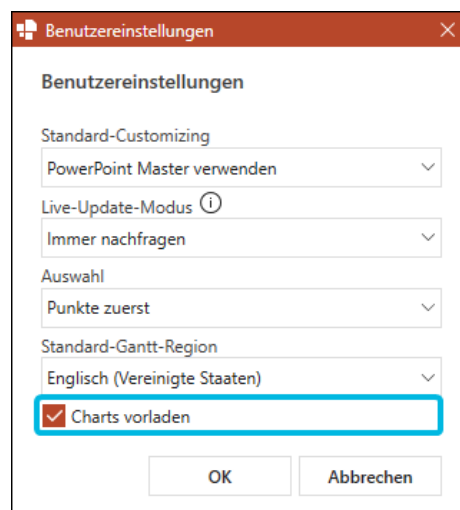 Benutzereinstellungen
Benutzereinstellungen
Standard-Customizing
PowerPoint Master verwenden
Live-Update-Modus
Immer nachfragen
Auswahl
Punkte zuerst
Standard-Gantt-Region
Englisch (Vereinigte Staaten)
Charts vorladen
OK Abbrechen